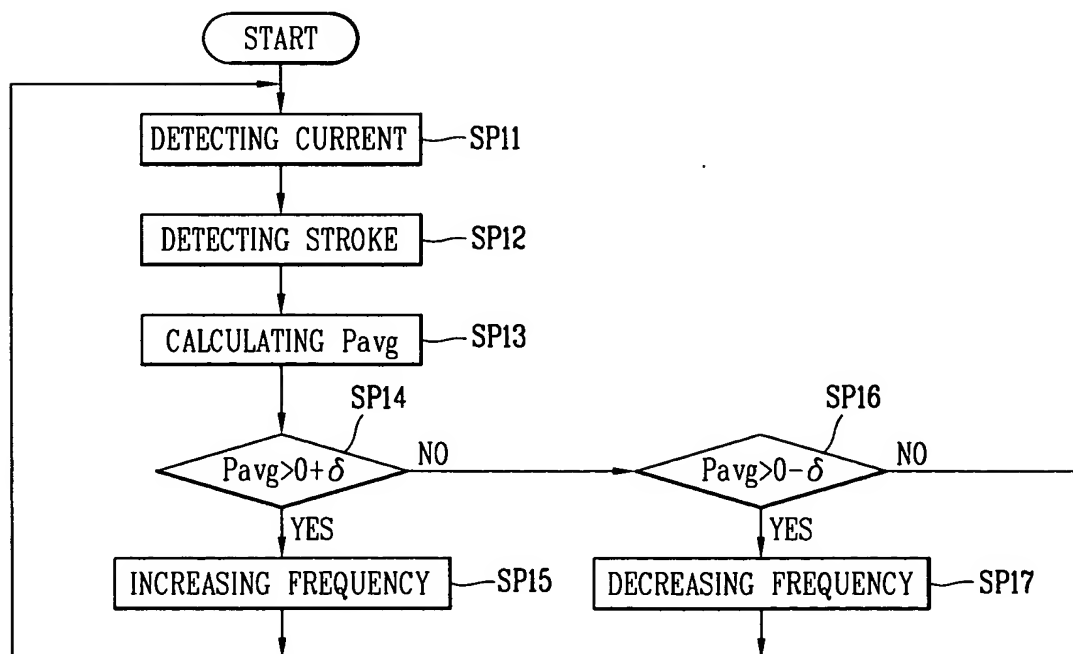 START
DETECTING CURRENT
SP11
DETECTING STROKE
SP12
CALCULATING Pavg
SP13
SP14
Pavg>0+δ
NO
YES
SP16
Pavg>0-δ
NO
YES
INCREASING FREQUENCY
SP15
DECREASING FREQUENCY
SP17